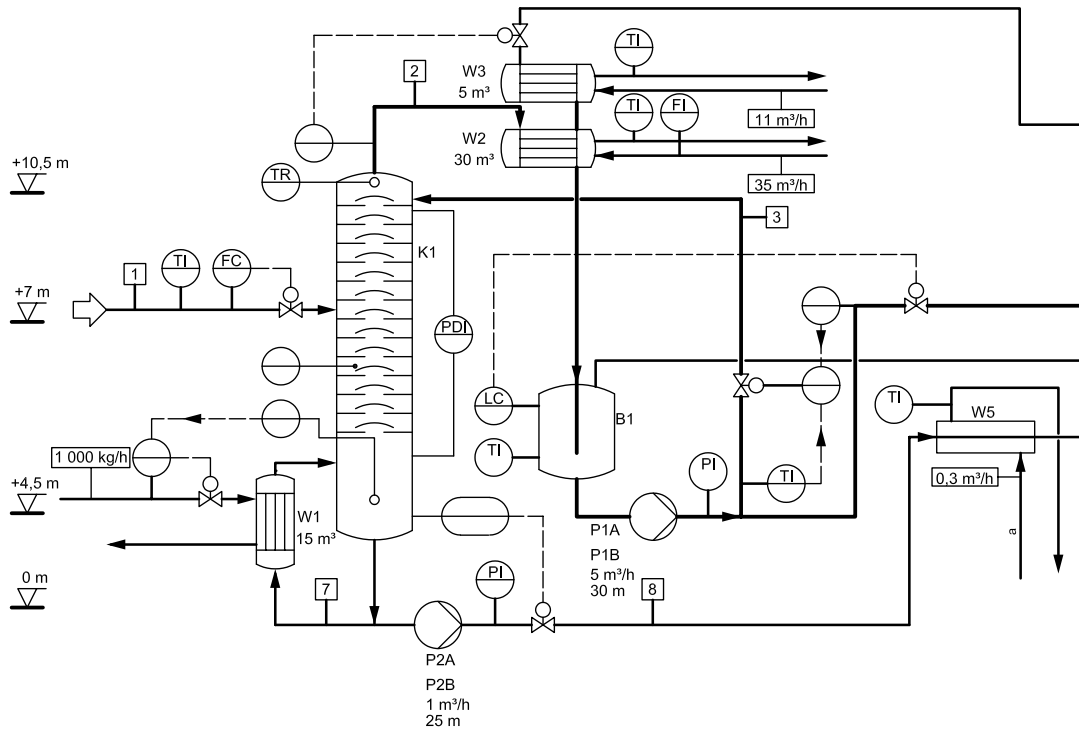 2
W3
5 m³
TI
11 m³/h
TI
FI
W2
30 m³
35 m³/h
+10,5 m
TR
3
K1
1
TI
FC
+7 m
PDI
LC
B1
TI
W5
TI
1 000 kg/h
PI
0,3 m³/h
TI
+4,5 m
W1
15 m³
a
P1A
P1B
5 m³/h
30 m
0 m
7
PI
8
P2A
P2B
1 m³/h
25 m